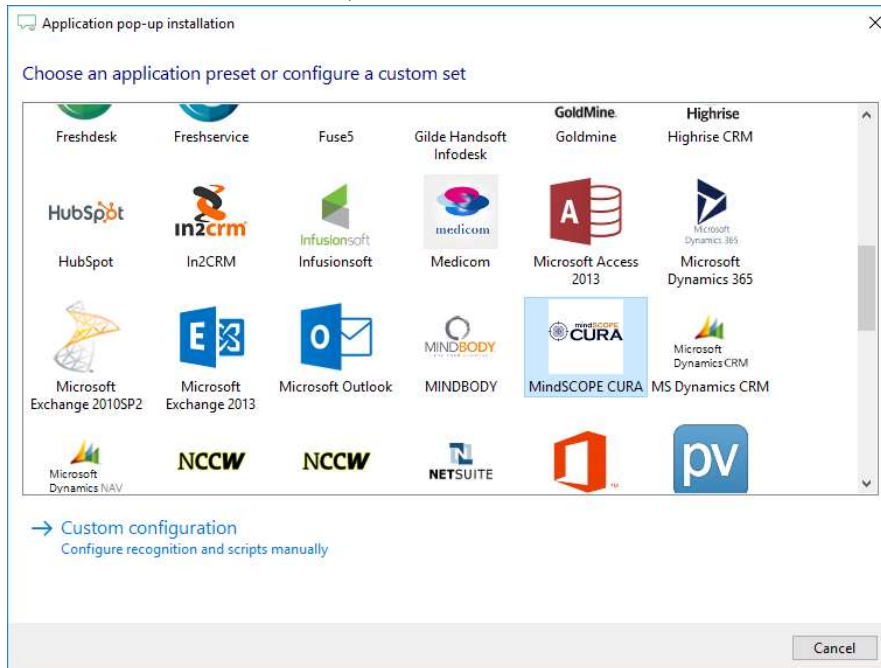 Application pop-up installation
Choose an application preset or configure a custom set
GoldMine.
Highrise
Freshdesk
Freshservice
Fuse5
Gilde Handsoft
Infodesk
Goldmine
Highrise CRM
HubSpot
in2crm
Infusionsoft
medicom
A
Microsoft
Dynamics 365
HubSpot
In2CRM
Infusionsoft
Medicom
Microsoft Access
2013
Microsoft
Dynamics 365
E
O
MINDBODY
mindSCOPE
CURA
Microsoft
Dynamics CRM
Microsoft
Exchange 2010SP2
Microsoft
Exchange 2013
Microsoft Outlook
MINDBODY
MindSCOPE CURA
MS Dynamics CRM
Microsoft
Dynamics NAV
NCCW
NCCW
N
NETSUITE
pv
Custom configuration
Configure recognition and scripts manually
Cancel